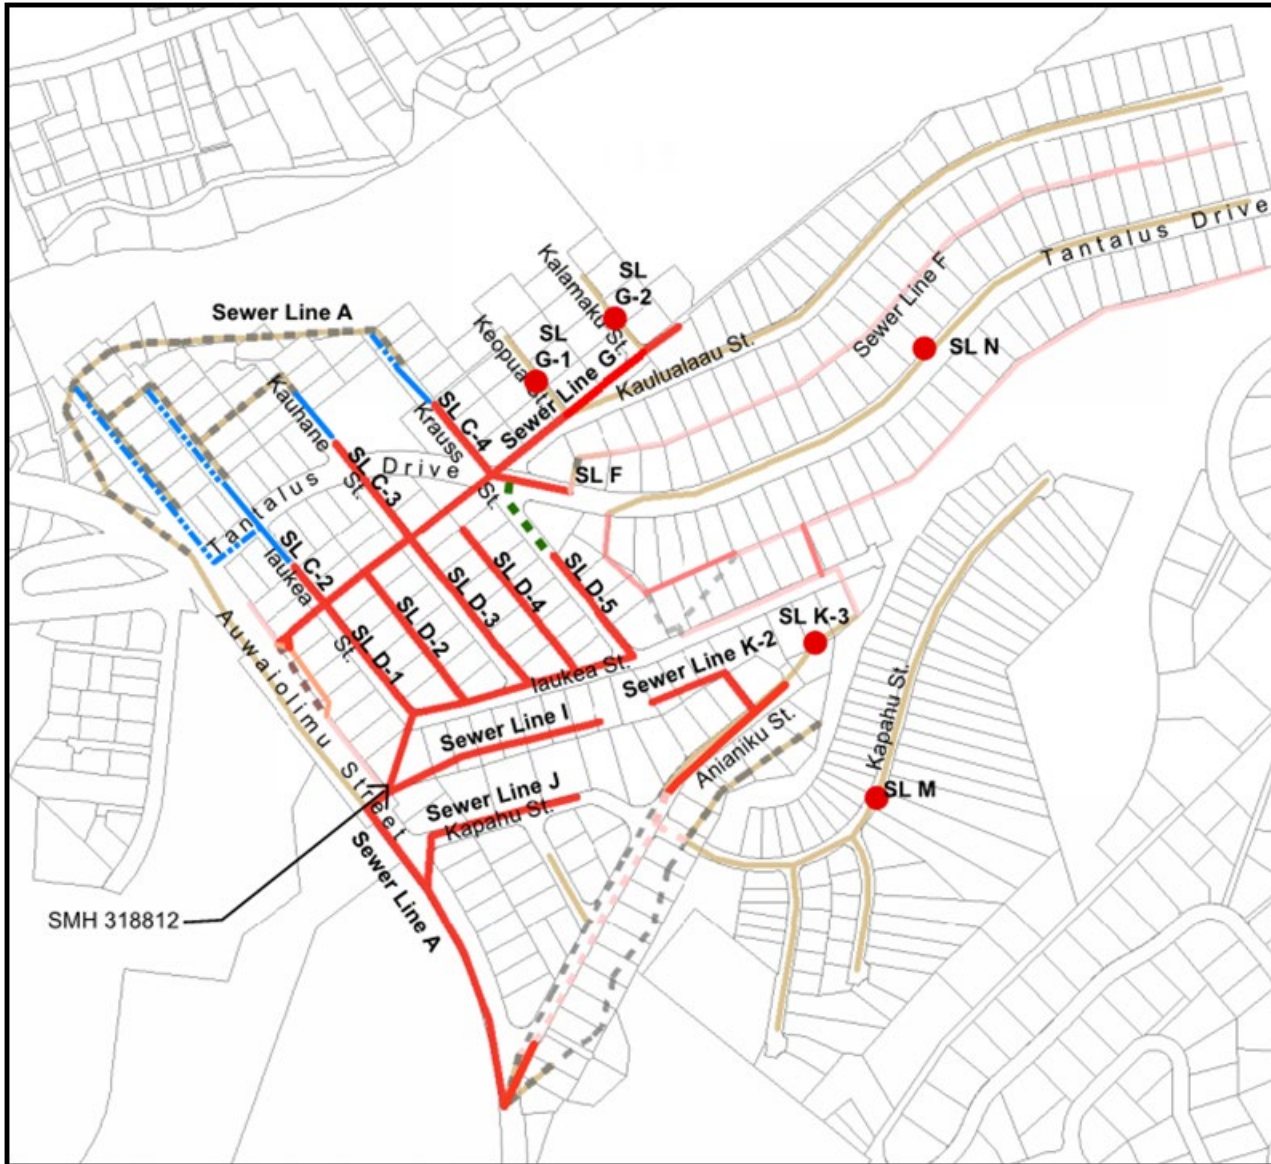 Sewer Line A
Kalamaku St.
SL
G-2
Keopua St.
SL
G-1
Sewer Line G
Kaulualaau St.
Sewer Line F
Tantalus Drive
SL N
Kauhane
St.
Krauss
St.
SL C-4
SL C-3
Tantalus
Drive
SL F
SL C-2
Iaukea
St.
SL D-1
SL D-2
SL D-3
SL D-4
SL D-5
Iaukea St.
Sewer Line K-2
SL K-3
Auwaiolimu
Street
Sewer Line I
Anianiku St.
Kapahu St.
SL M
Sewer Line J
Kapahu St.
Sewer Line A
SMH 318812